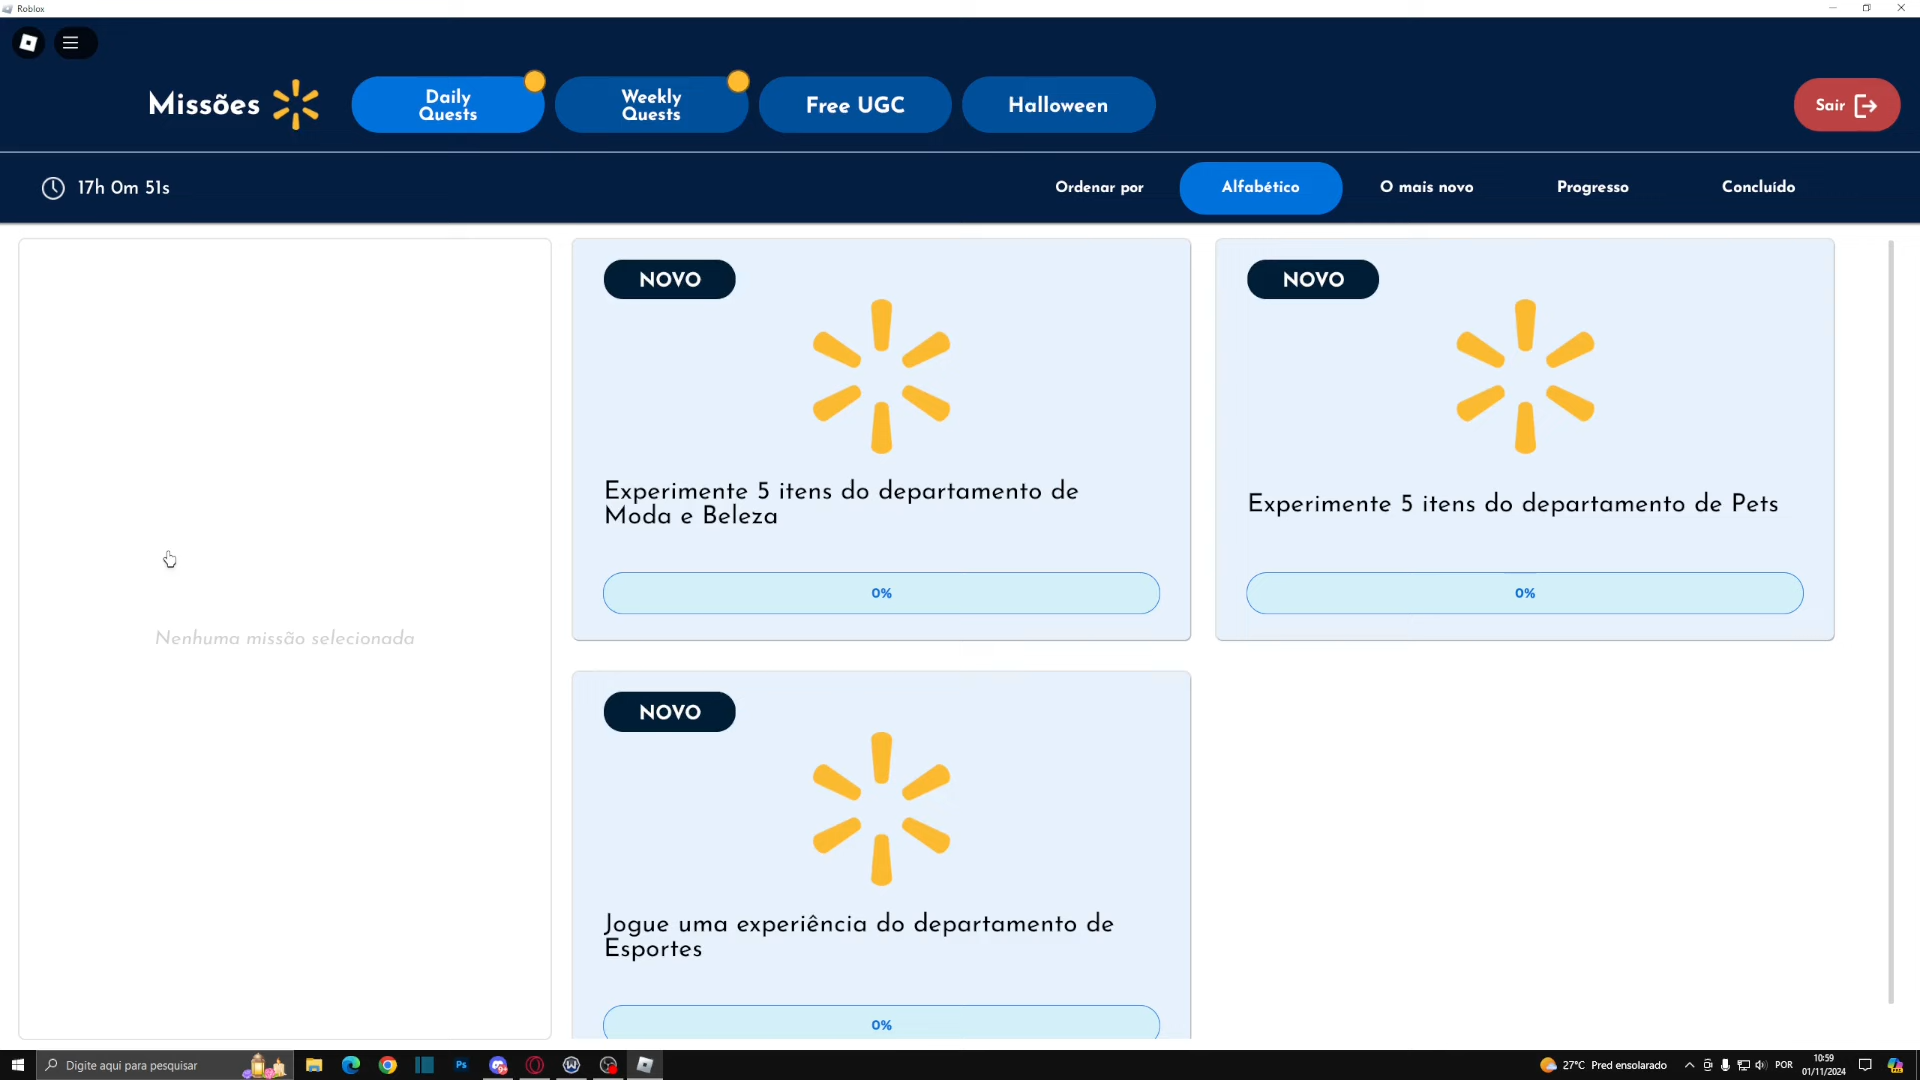 Roblox
Missões
Daily
Quests
Weekly
Quests
Free UGC
Halloween
Sair
17h 0m 51s
Ordenar por
Alfabético
O mais novo
Progresso
Concluído
Nenhuma missão selecionada
NOVO
Experimente 5 itens do departamento de
Moda e Beleza
0%
NOVO
Experimente 5 itens do departamento de Pets
0%
NOVO
Jogue uma experiência do departamento de
Esportes
0%
Digite aqui para pesquisar
Ps
27°C Pred ensolarado
POR
10:59
01/11/2024